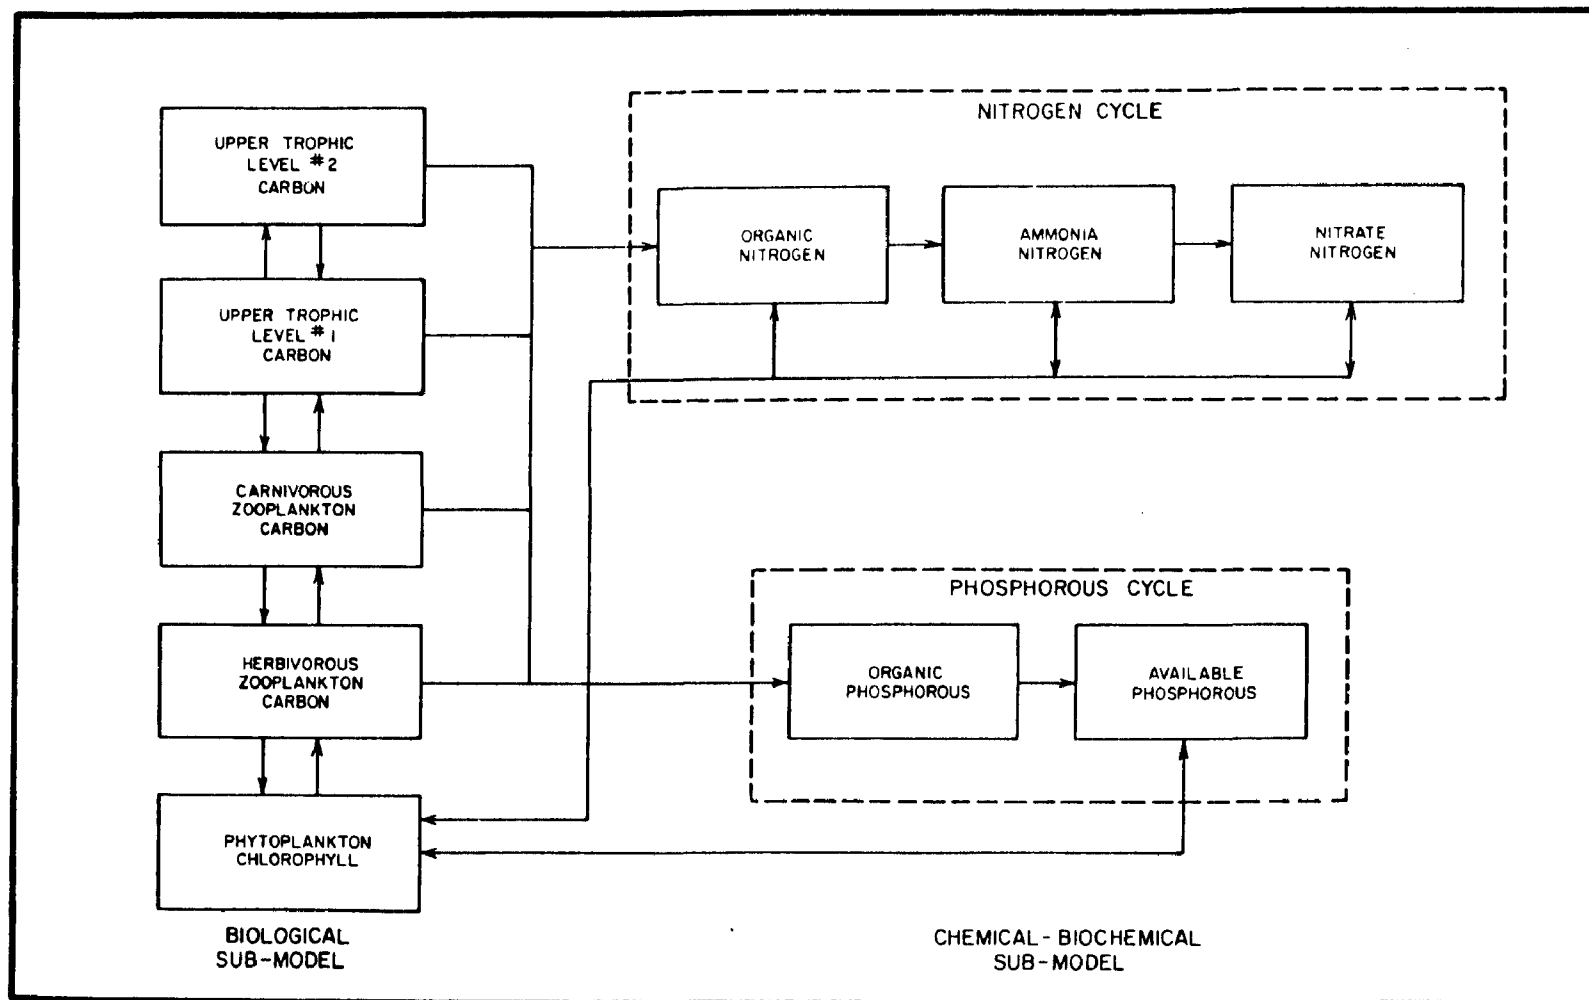 UPPER TROPHIC
LEVEL #2
CARBON
UPPER TROPHIC
LEVEL #1
CARBON
CARNIVOROUS
ZOOPLANKTON
CARBON
HERBIVOROUS
ZOOPLANKTON
CARBON
PHYTOPLANKTON
CHLOROPHYLL
BIOLOGICAL
SUB-MODEL
NITROGEN CYCLE
ORGANIC
NITROGEN
AMMONIA
NITROGEN
NITRATE
NITROGEN
PHOSPHOROUS CYCLE
ORGANIC
PHOSPHOROUS
AVAILABLE
PHOSPHOROUS
CHEMICAL-BIOCHEMICAL
SUB-MODEL